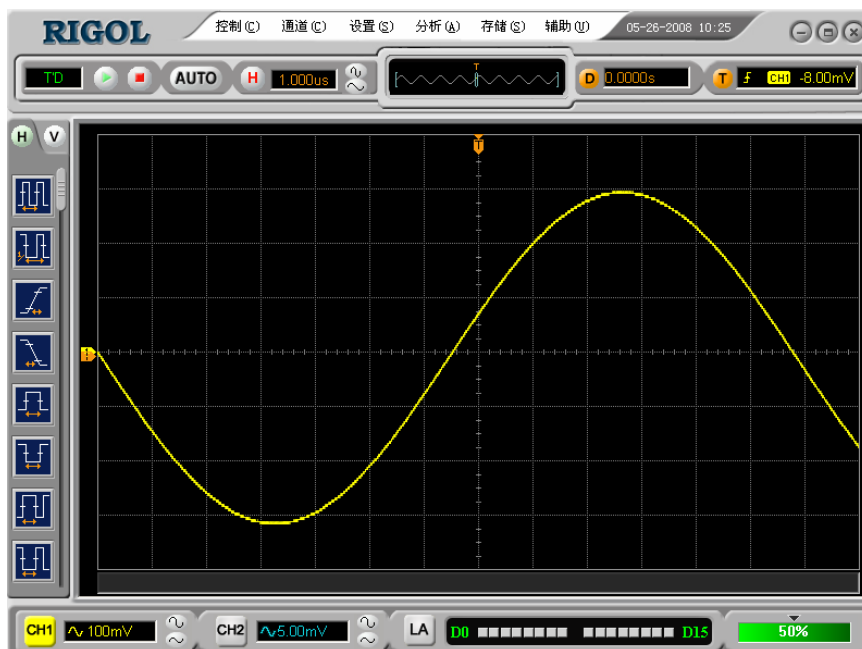 RIGOL 控制(C) 通道(C) 设置(S) 分析(A) 存储(S) 辅助(U) 05-26-2008 10:25
T'D AUTO H 1.000us T D 0.0000s T CH1 -8.00mV
H V
T
CH1 100mV CH2 5.00mV LA D0 D15 50%